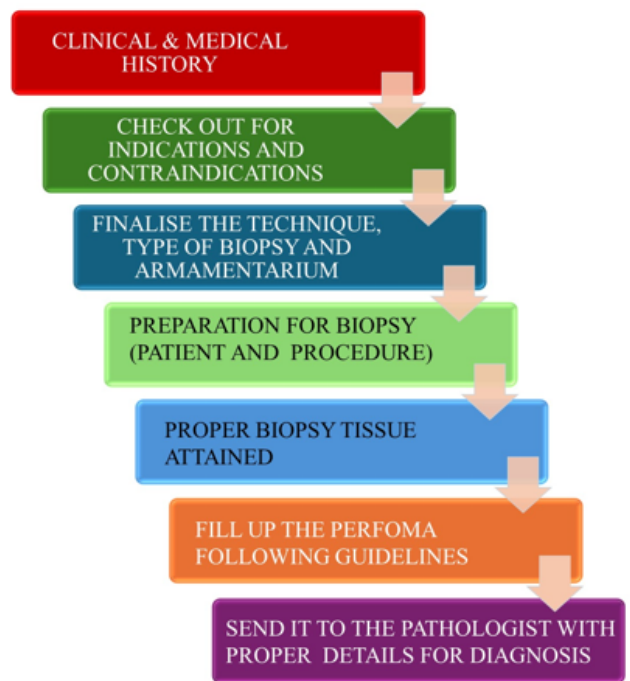 CLINICAL & MEDICAL
HISTORY
CHECK OUT FOR
INDICATIONS AND
CONTRAINDICATIONS
FINALISE THE TECHNIQUE,
TYPE OF BIOPSY AND
ARMAMENTARIUM
PREPARATION FOR BIOPSY
(PATIENT AND PROCEDURE)
PROPER BIOPSY TISSUE
ATTAINED
FILL UP THE PERFOMA
FOLLOWING GUIDELINES
SEND IT TO THE PATHOLOGIST WITH
PROPER DETAILS FOR DIAGNOSIS